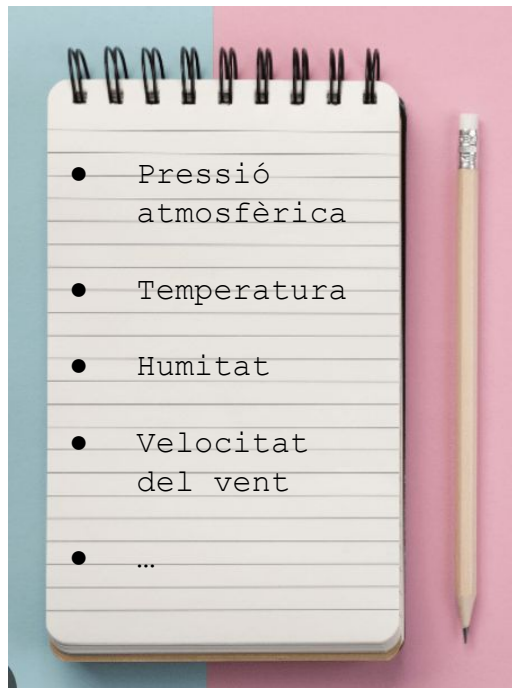 ● Pressió
atmosfèrica
● Temperatura
● Humitat
● Velocitat
del vent
● …